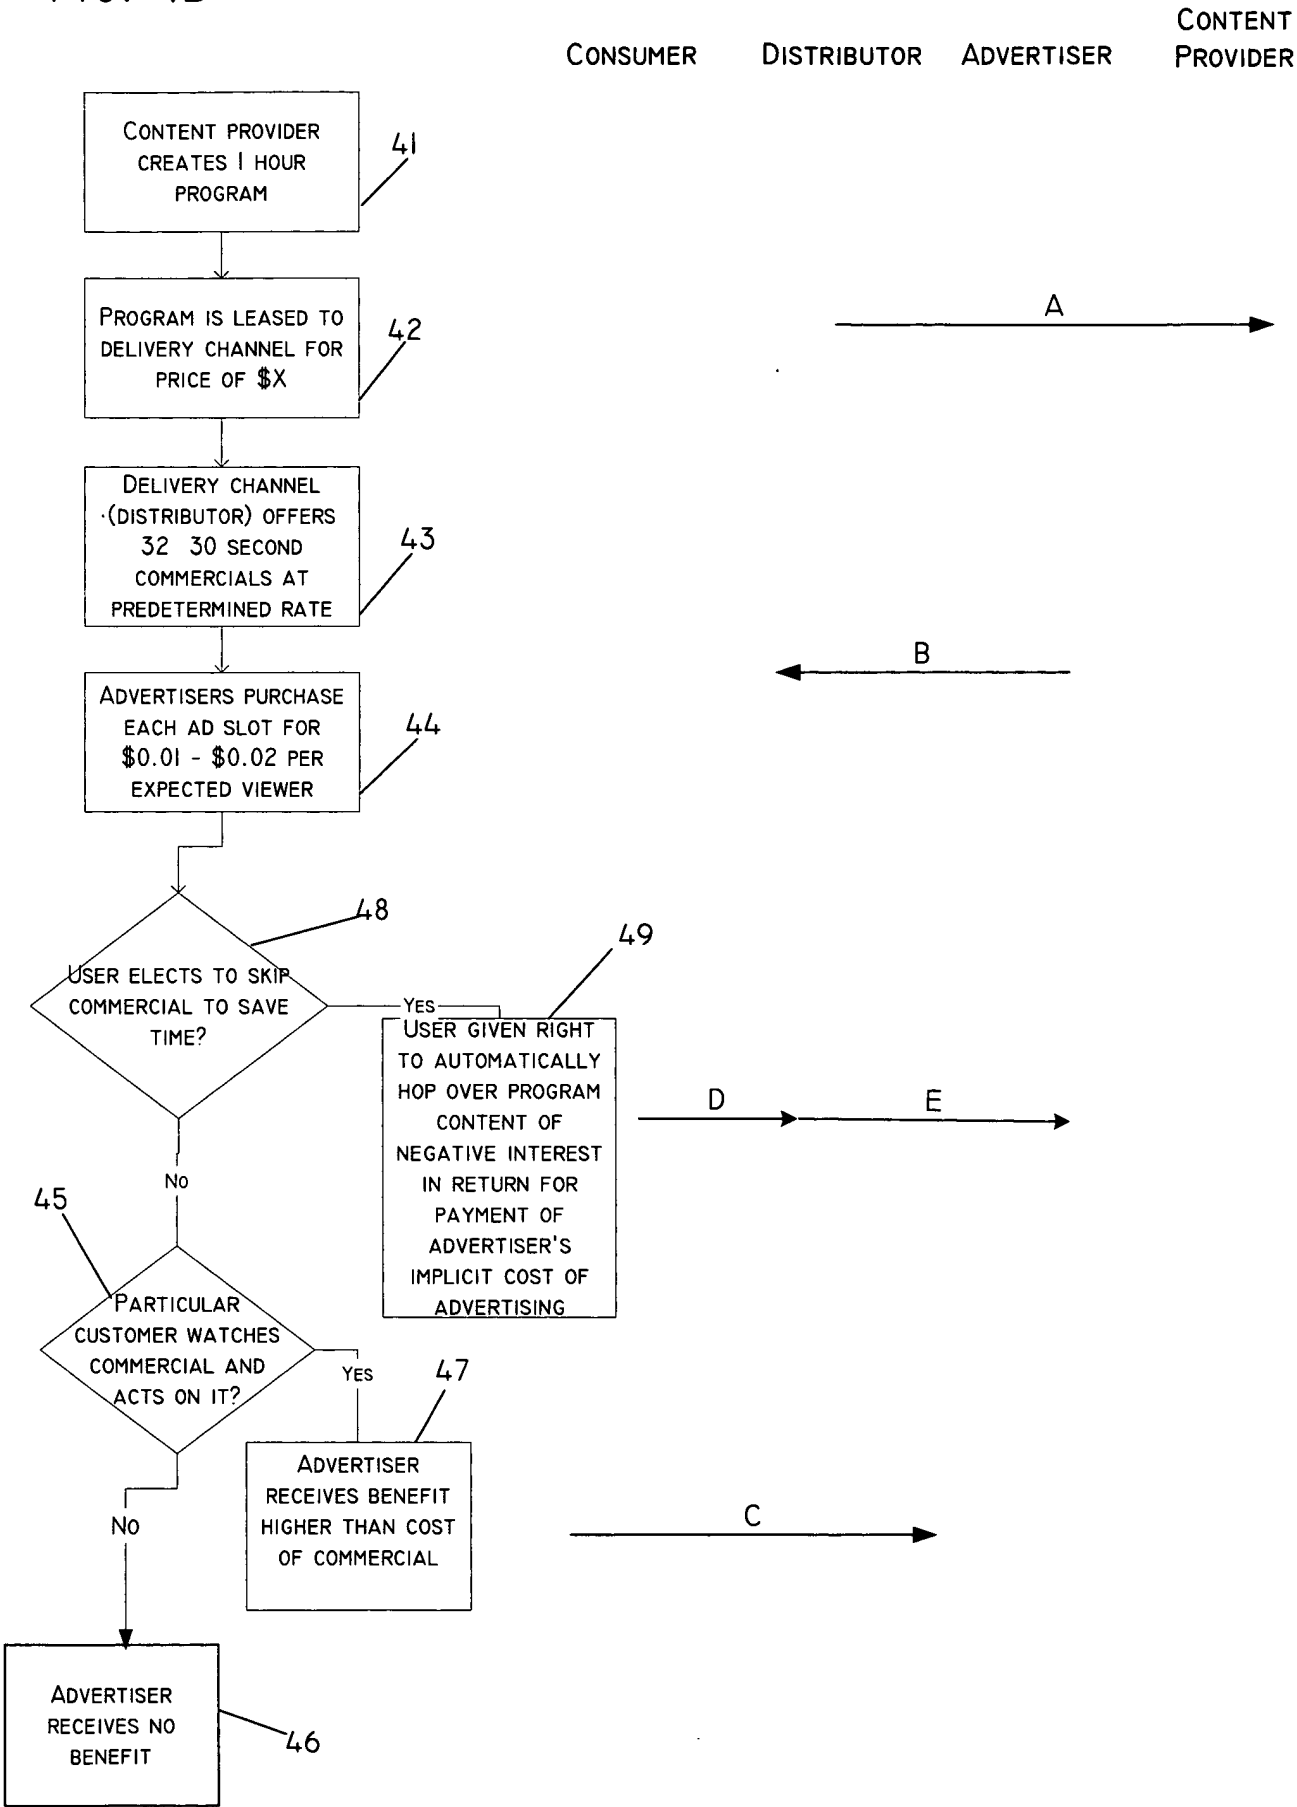 CONTENT
CONSUMER DISTRIBUTOR ADVERTISER PROVIDER
CONTENT PROVIDER
CREATES 1 HOUR
PROGRAM
41
PROGRAM IS LEASED TO
DELIVERY CHANNEL FOR
PRICE OF $X
42
A
DELIVERY CHANNEL
(DISTRIBUTOR) OFFERS
32 30 SECOND
COMMERCIALS AT
PREDETERMINED RATE
43
B
ADVERTISERS PURCHASE
EACH AD SLOT FOR
$0.01 - $0.02 PER
EXPECTED VIEWER
44
USER ELECTS TO SKIP
COMMERCIAL TO SAVE
TIME?
48
YES
49
USER GIVEN RIGHT
TO AUTOMATICALLY
HOP OVER PROGRAM
CONTENT OF
NEGATIVE INTEREST
IN RETURN FOR
PAYMENT OF
ADVERTISER'S
IMPLICIT COST OF
ADVERTISING
D E
NO
45
PARTICULAR
CUSTOMER WATCHES
COMMERCIAL AND
ACTS ON IT?
YES
47
ADVERTISER
RECEIVES BENEFIT
HIGHER THAN COST
OF COMMERCIAL
C
NO
ADVERTISER
RECEIVES NO
BENEFIT
46